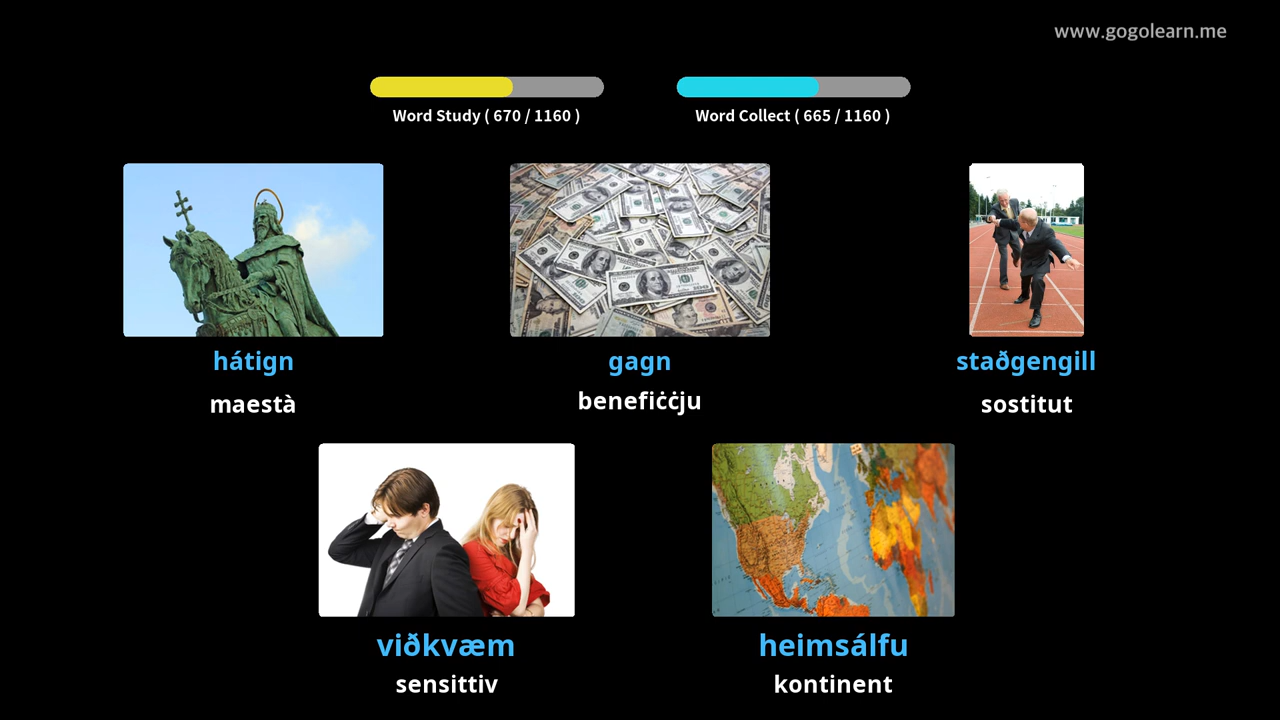 www.gogolearn.me
Word Study ( 670 / 1160 )
Word Collect ( 665 / 1160 )
hátign
maestà
gagn
benefiċċju
staðgengill
sostitut
viðkvæm
sensittiv
heimsálfu
kontinent